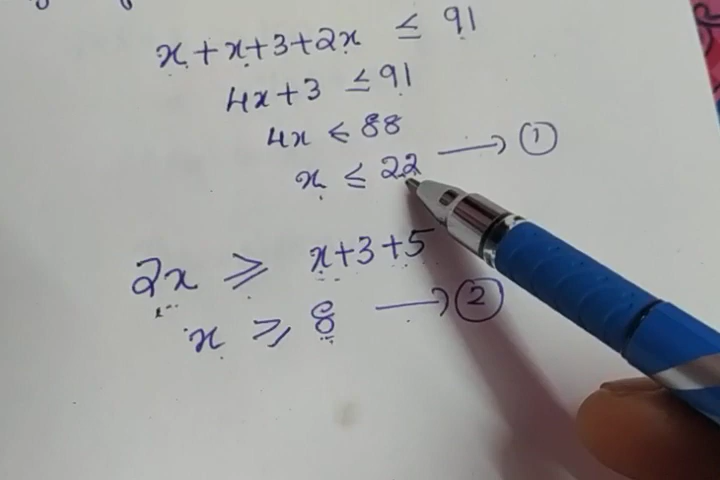 x + x + 3 + 2x ≤ 91
4x + 3 ≤ 91
4x ≤ 88
x ≤ 22 → ①
2x ≥ x + 3 + 5
x ≥ 8 → ②